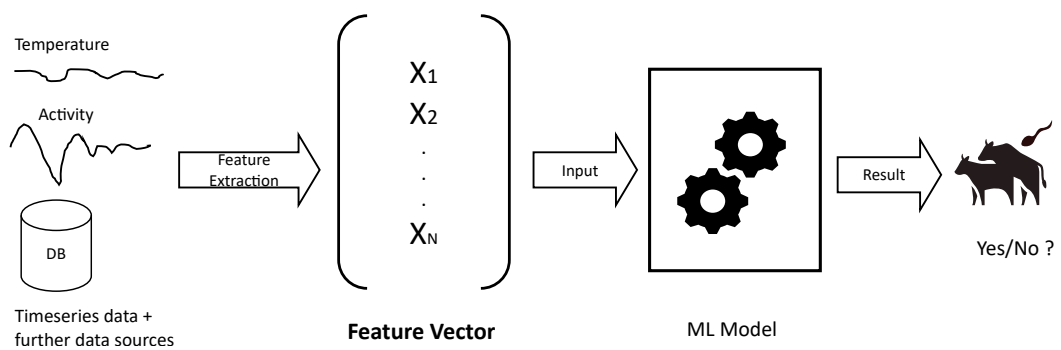 Temperature
Activity
DB
Timeseries data +
further data sources
Feature
Extraction
X1
X2
.
.
.
XN
Feature Vector
Input
ML Model
Result
Yes/No ?